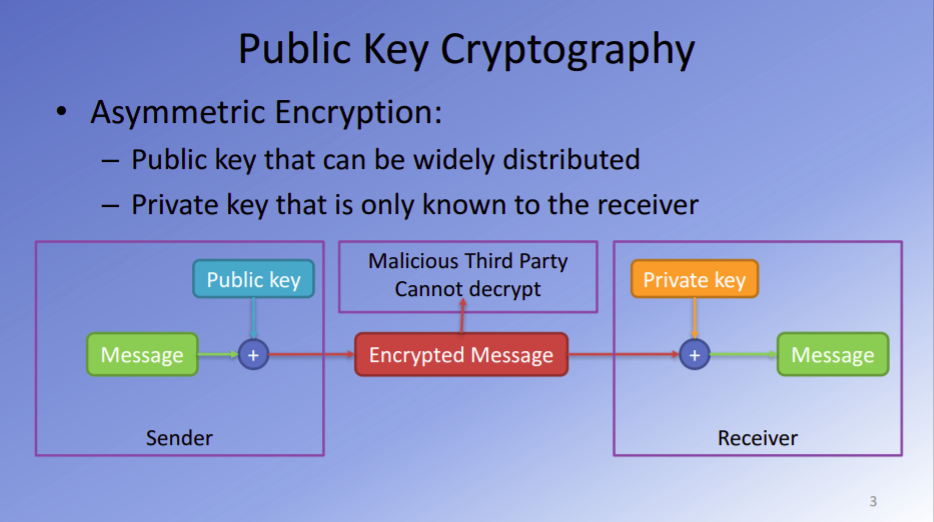 Public Key Cryptography
• Asymmetric Encryption:
– Public key that can be widely distributed
– Private key that is only known to the receiver
Public key
Message
+
Sender
Malicious Third Party
Cannot decrypt
Encrypted Message
Private key
+
Message
Receiver
3